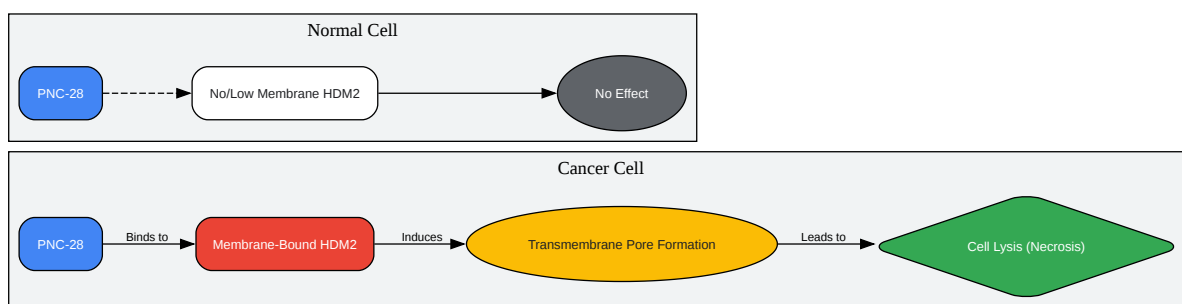 Normal Cell
PNC-28
No/Low Membrane HDM2
No Effect
Cancer Cell
PNC-28
Binds to
Membrane-Bound HDM2
Induces
Transmembrane Pore Formation
Leads to
Cell Lysis (Necrosis)